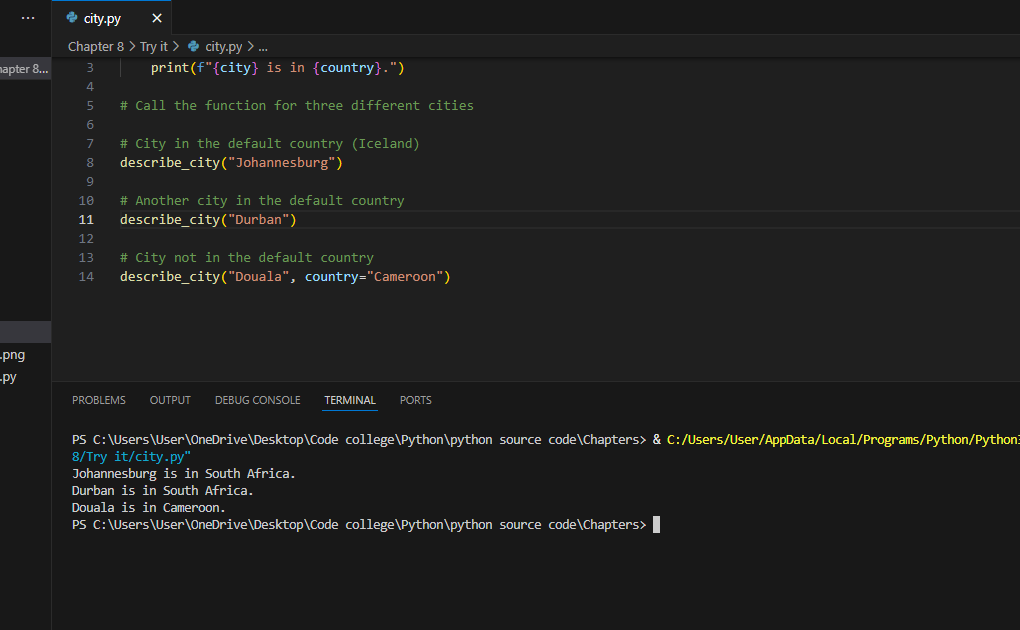 ...
city.py ×
Chapter 8 > Try it > city.py > ...
hapter 8...
3 print(f"{city} is in {country}.")
4
5 # Call the function for three different cities
6
7 # City in the default country (Iceland)
8 describe_city("Johannesburg")
9
10 # Another city in the default country
11 describe_city("Durban")
12
13 # City not in the default country
14 describe_city("Douala", country="Cameroon")
.png
.py
PROBLEMS OUTPUT DEBUG CONSOLE TERMINAL PORTS
PS C:\Users\User\OneDrive\Desktop\Code college\Python\python source code\Chapters> & C:/Users/User/AppData/Local/Programs/Python/Python3
8/Try it/city.py"
Johannesburg is in South Africa.
Durban is in South Africa.
Douala is in Cameroon.
PS C:\Users\User\OneDrive\Desktop\Code college\Python\python source code\Chapters>